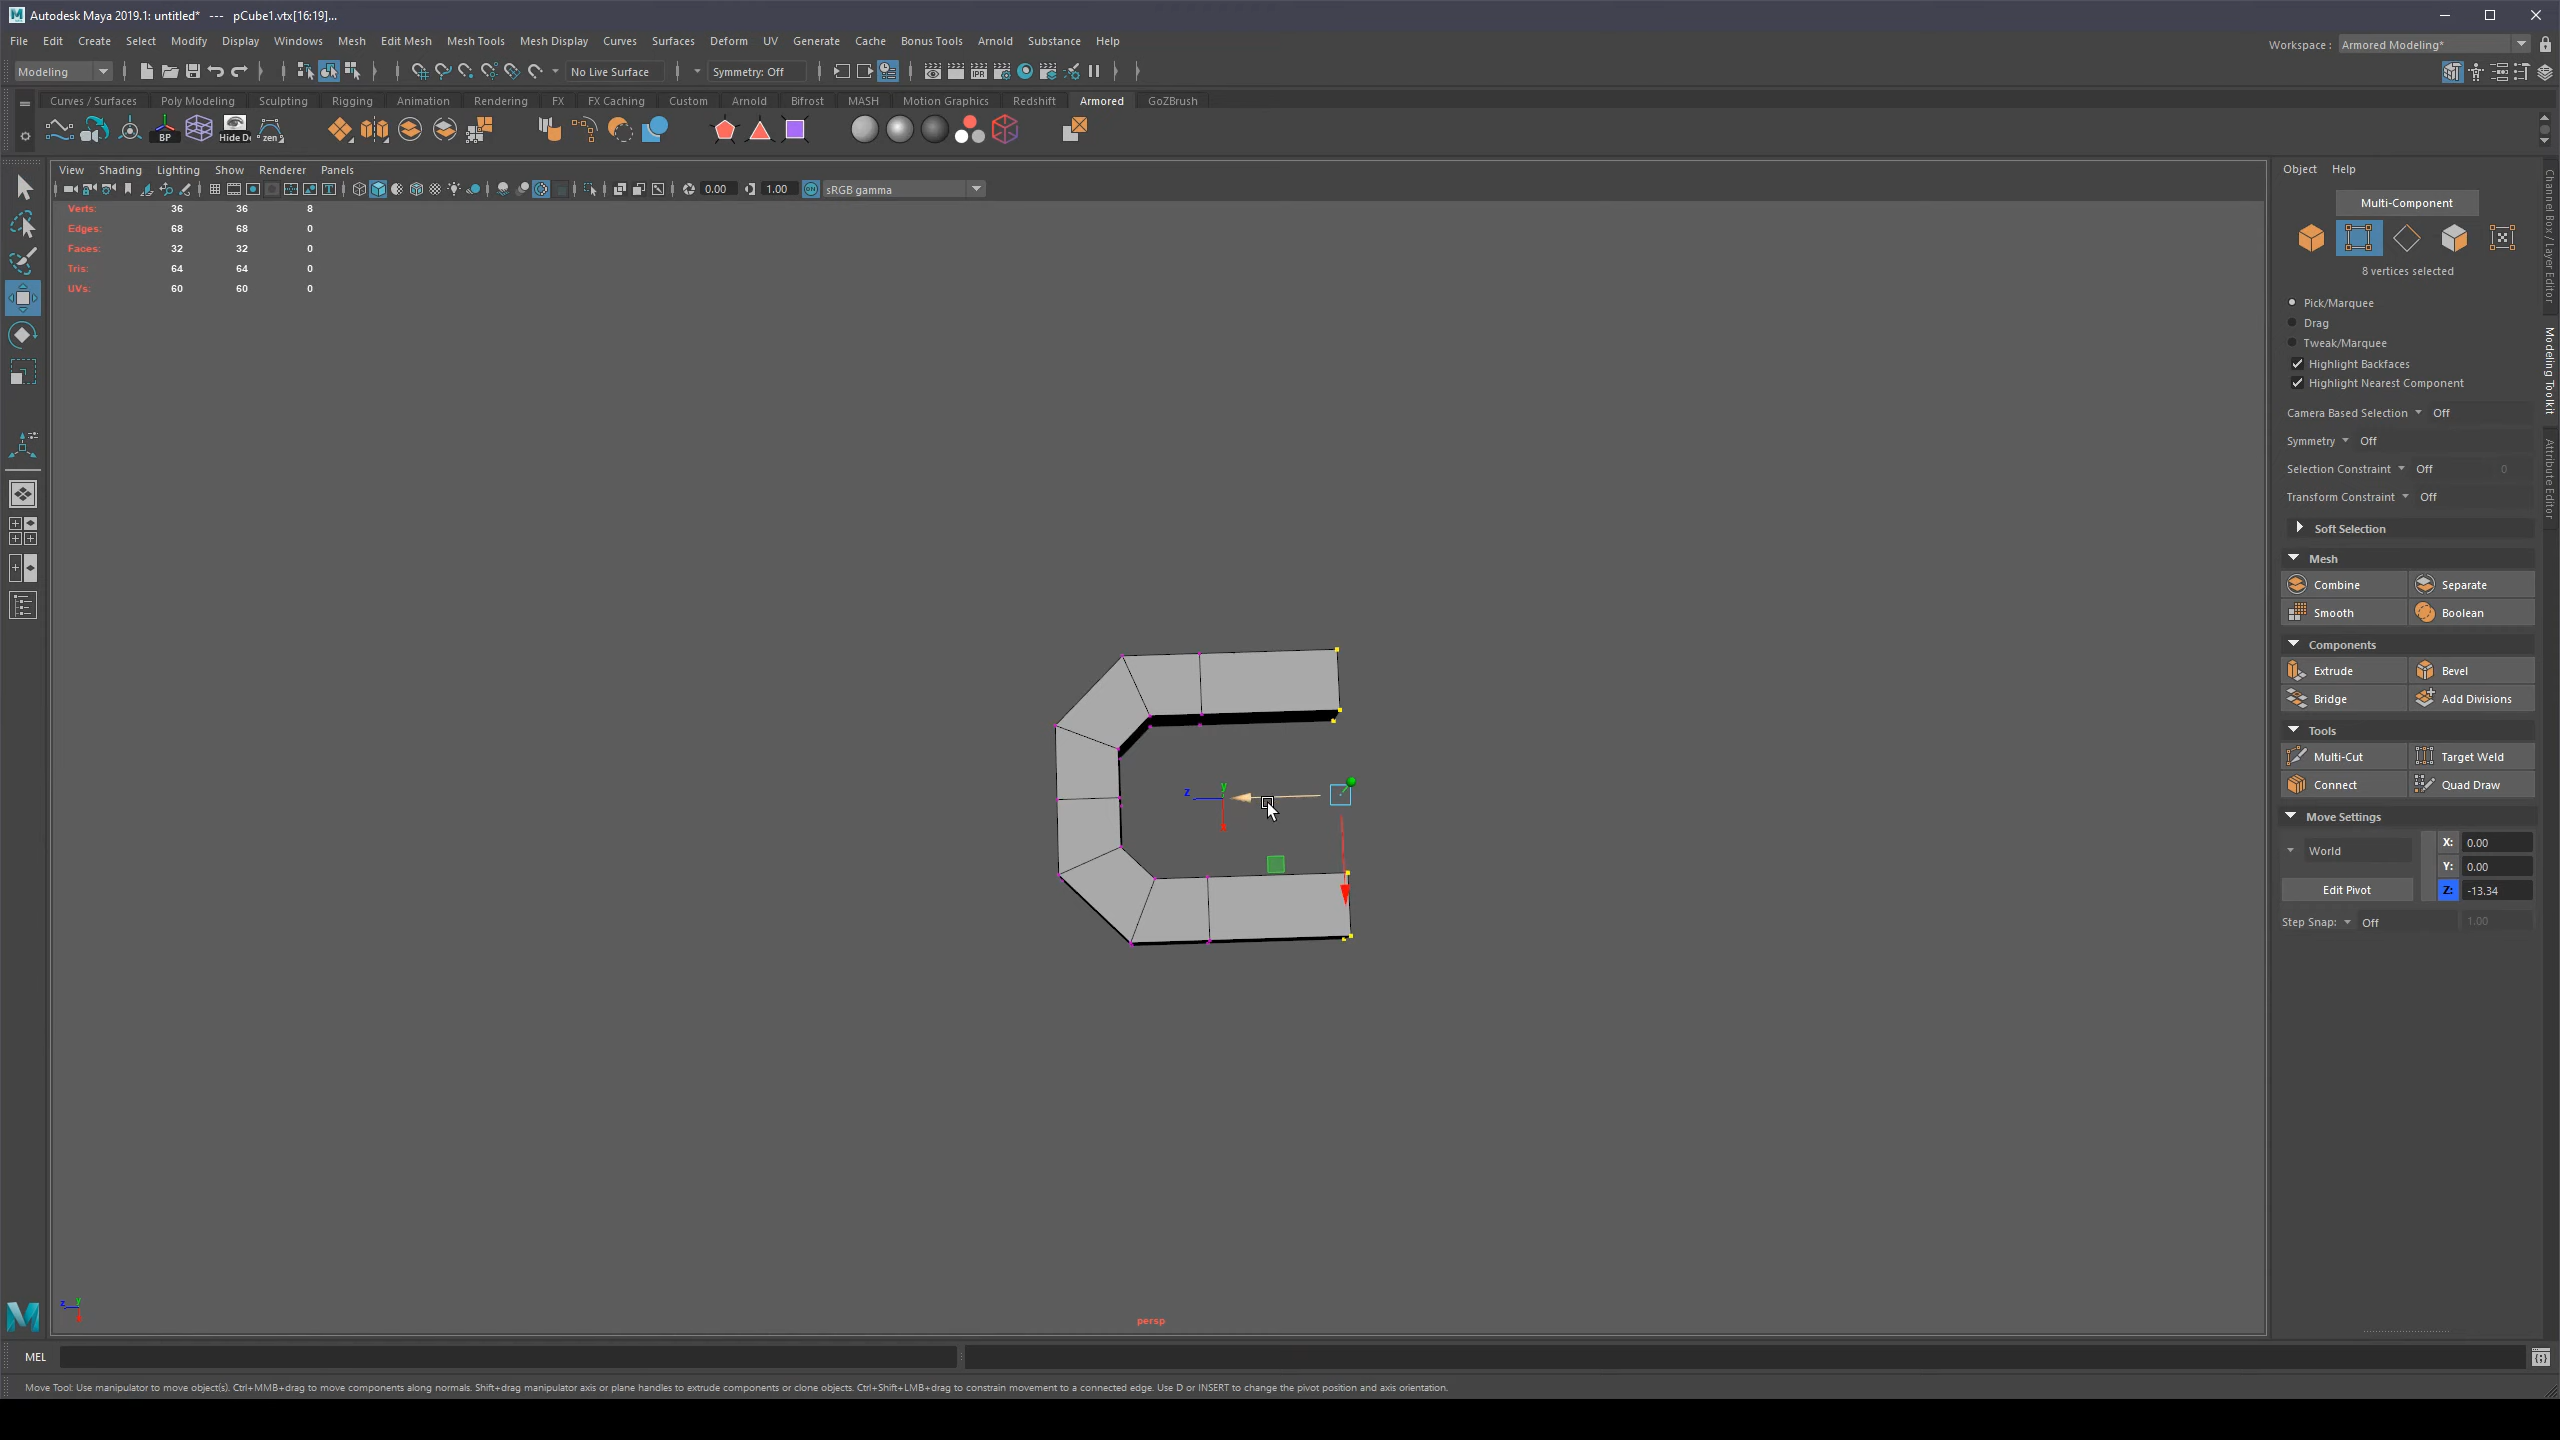 Autodesk Maya 2019.1: untitled* --- pCube1.vtx[16:19]...
File Edit Create Select Modify Display Windows Mesh Edit Mesh Mesh Tools Mesh Display Curves Surfaces Deform UV Generate Cache Bonus Tools Arnold Substance Help
Workspace : Armored Modeling*
Modeling No Live Surface Symmetry: Off IPR
Curves / Surfaces Poly Modeling Sculpting Rigging Animation Rendering FX FX Caching Custom Arnold Bifrost MASH Motion Graphics Redshift Armored GoZBrush
BP Hide zen
View Shading Lighting Show Renderer Panels
0.00 1.00 ON sRGB gamma
Verts: 36 36 8
Edges: 68 68 0
Faces: 32 32 0
Tris: 64 64 0
UVs: 60 60 0
z y
z y
persp
Object Help
Multi-Component
8 vertices selected
Pick/Marquee
Drag
Tweak/Marquee
Highlight Backfaces
Highlight Nearest Component
Camera Based Selection Off
Symmetry Off
Selection Constraint Off 0
Transform Constraint Off
Soft Selection
Mesh
Combine Separate
Smooth Boolean
Components
Extrude Bevel
Bridge Add Divisions
Tools
Multi-Cut Target Weld
Connect Quad Draw
Move Settings
World X: 0.00
Y: 0.00
Edit Pivot Z: -13.34
Step Snap: Off 1.00
Channel Box / Layer Editor
Modeling Toolkit
Attribute Editor
MEL
Move Tool: Use manipulator to move object(s). Ctrl+MMB+drag to move components along normals. Shift+drag manipulator axis or plane handles to extrude components or clone objects. Ctrl+Shift+LMB+drag to constrain movement to a connected edge. Use D or INSERT to change the pivot position and axis orientation.